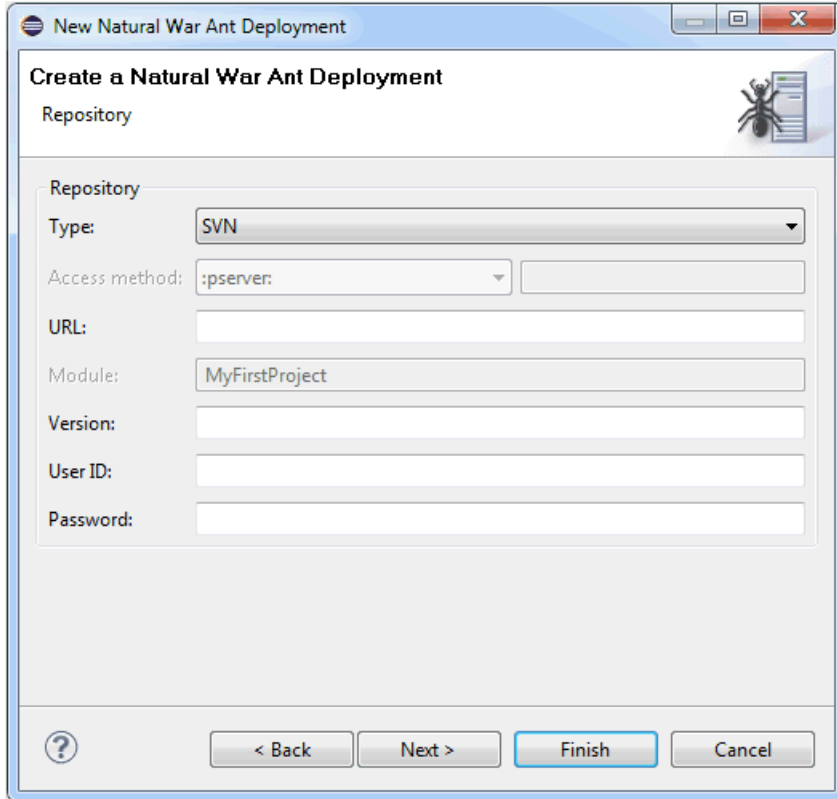 New Natural War Ant Deployment
Create a Natural War Ant Deployment
Repository
Repository
Type: SVN
Access method: :pserver:
URL:
Module: MyFirstProject
Version:
User ID:
Password:
? < Back Next > Finish Cancel